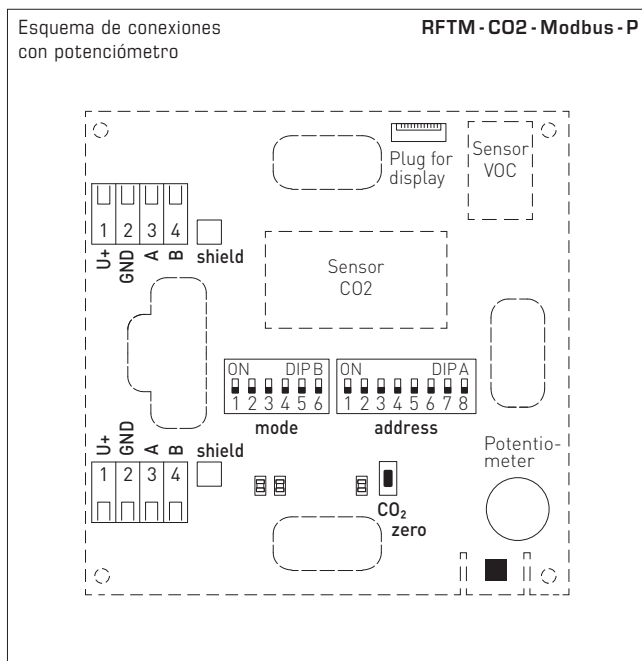 Esquema de conexiones
con potenciómetro
RFTM - CO2 - Modbus - P
Plug for
display
Sensor
VOC
1 2 3 4
U+ GND A B shield
Sensor
CO2
ON DIP B
1 2 3 4 5 6
mode
ON DIP A
1 2 3 4 5 6 7 8
address
U+ GND A B shield
1 2 3 4
CO₂
zero
Potentio-
meter